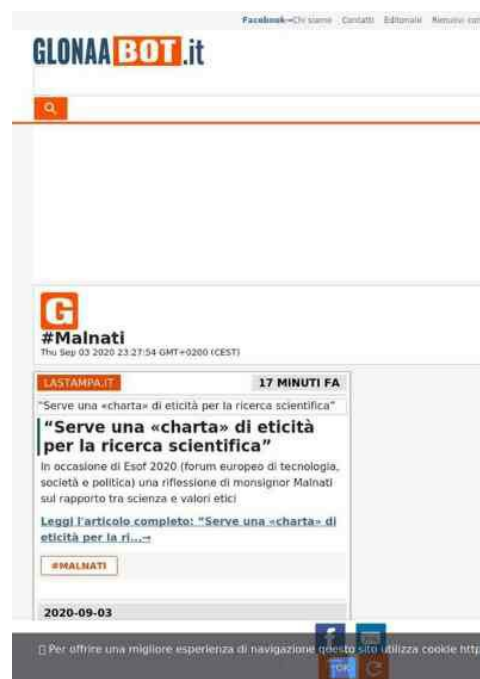 Facebook→Chi siamo Contatti Editoriale Rimuovi
GLONAABOT.it
G
#Malnati
Thu Sep 03 2020 23:27:54 GMT+0200 (CEST)
LASTAMPA.IT 17 MINUTI FA
"Serve una «charta» di eticità per la ricerca scientifica"
“Serve una «charta» di eticità
per la ricerca scientifica”
In occasione di Esof 2020 (forum europeo di tecnologia,
società e politica) una riflessione di monsignor Malnati
sul rapporto tra scienza e valori etici
Leggi l'articolo completo: “Serve una «charta» di
eticità per la ri...→
#MALNATI
2020-09-03
Per offrire una migliore esperienza di navigazione questo sito utilizza cookie http
OK